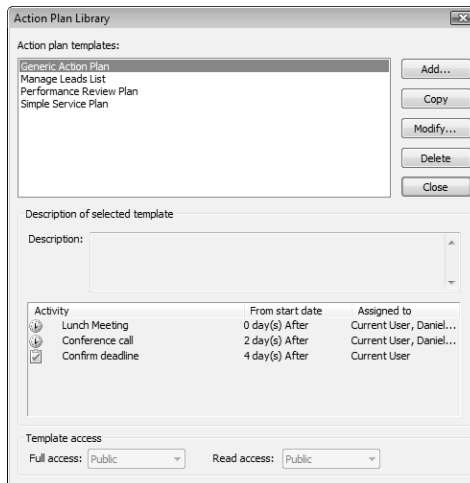 Action Plan Library
Action plan templates:
Generic Action Plan
Manage Leads List
Performance Review Plan
Simple Service Plan
Add...
Copy
Modify...
Delete
Close
Description of selected template
Description:
Activity From start date Assigned to
Lunch Meeting 0 day(s) After Current User, Daniel...
Conference call 2 day(s) After Current User, Daniel...
Confirm deadline 4 day(s) After Current User
Template access
Full access: Public Read access: Public